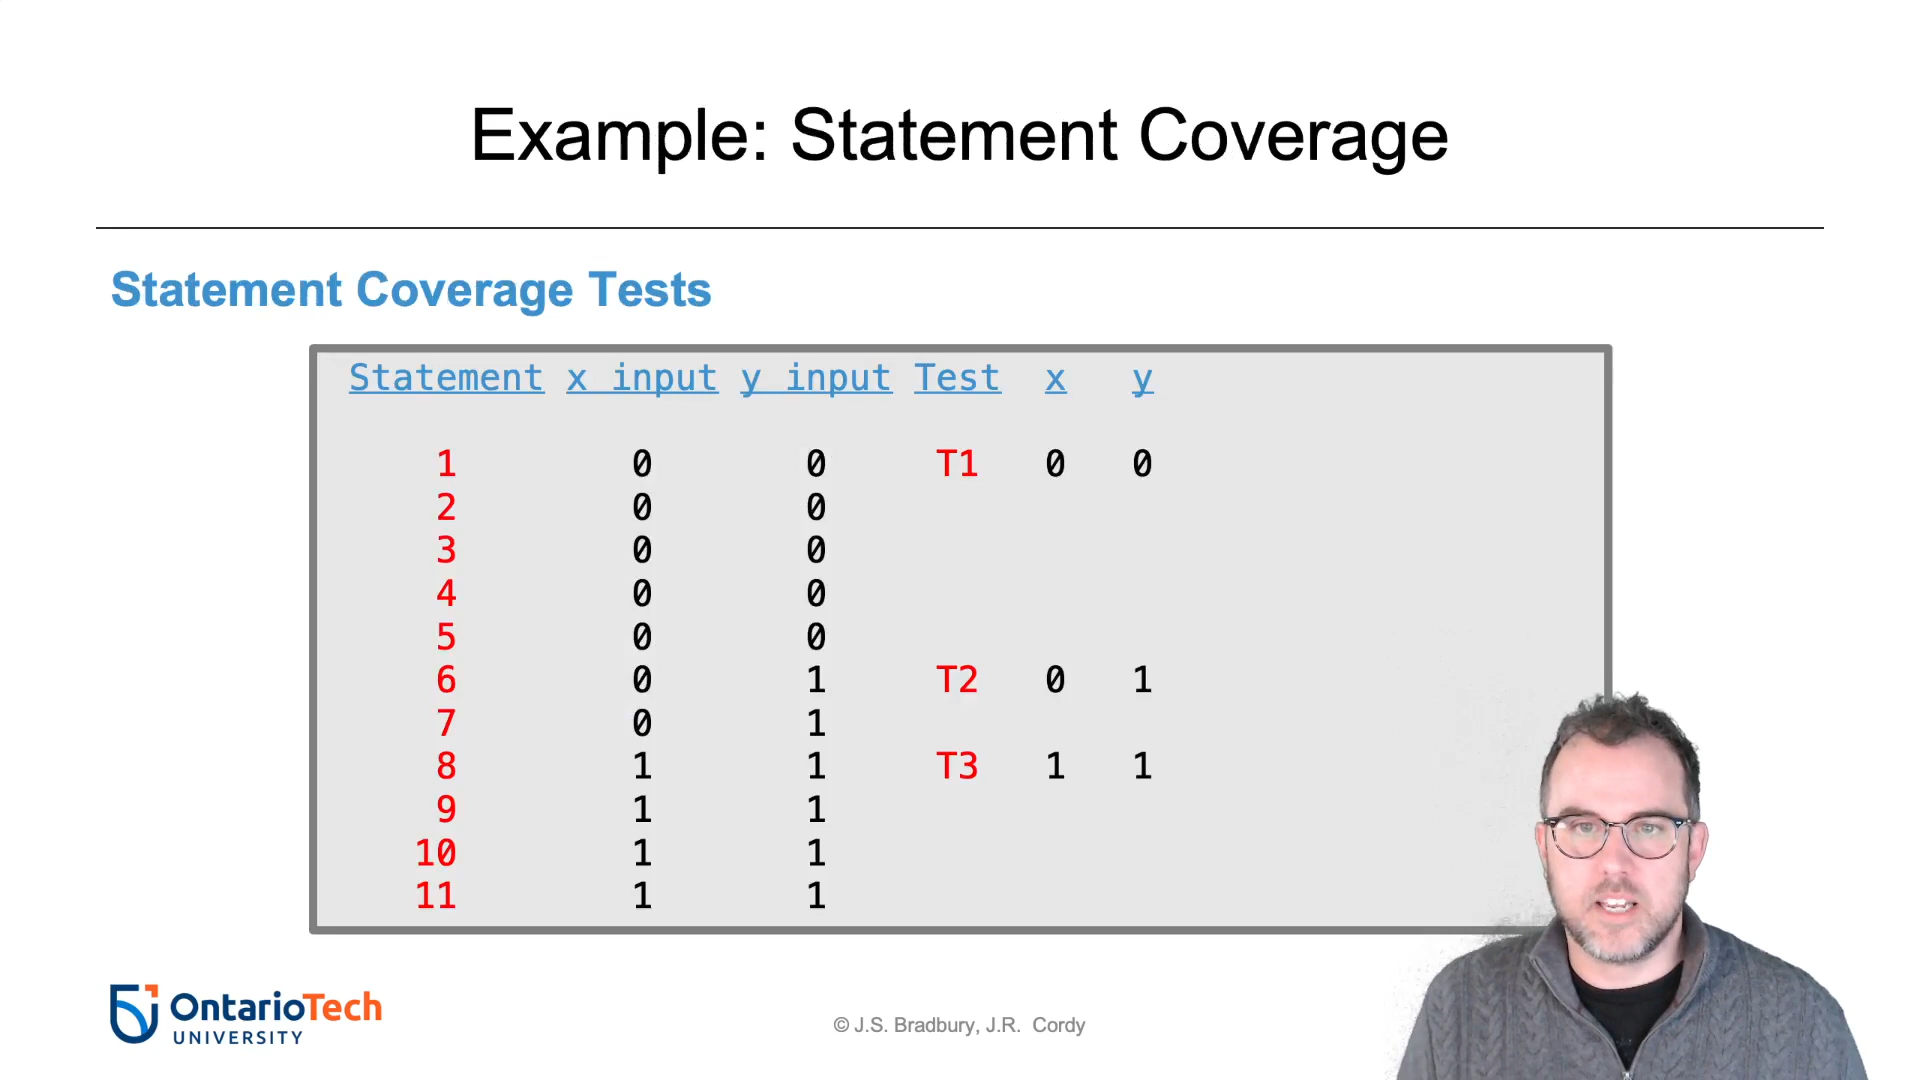 Example: Statement Coverage
Statement Coverage Tests
Statement x input y input Test x y
1 0 0 T1 0 0
2 0 0
3 0 0
4 0 0
5 0 0
6 0 1 T2 0 1
7 0 1
8 1 1 T3 1 1
9 1 1
10 1 1
11 1 1
OntarioTech
UNIVERSITY
© J.S. Bradbury, J.R. Cordy